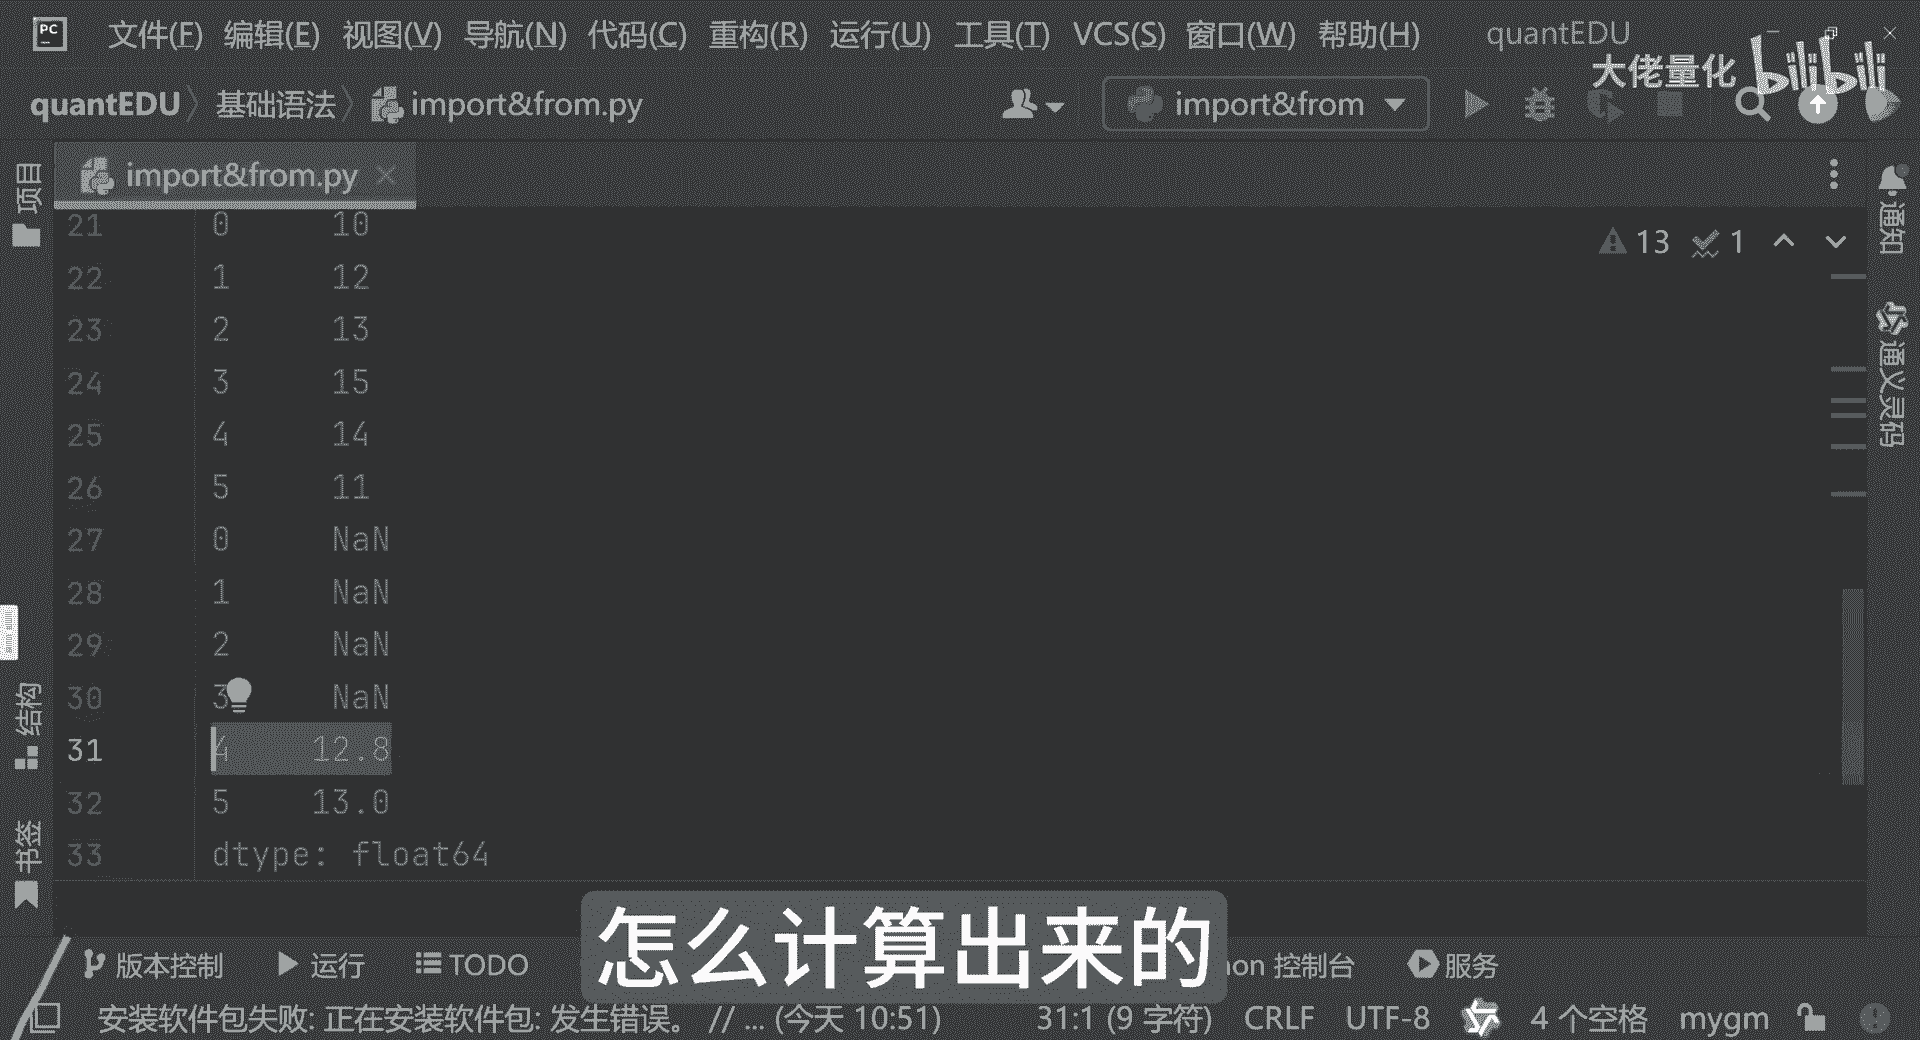 PC
文件(F) 编辑(E) 视图(V) 导航(N) 代码(C) 重构(R) 运行(U) 工具(T) VCS(S) 窗口(W) 帮助(H) quantEDU
大佬量化 bilibili
quantEDU 基础语法 import&from.py import&from
import&from.py
13 1
项目
通知
通义灵码
21 0 10
22 1 12
23 2 13
24 3 15
25 4 14
26 5 11
27 0 NaN
28 1 NaN
29 2 NaN
30 3 NaN
31 4 12.8
32 5 13.0
33 dtype: float64
结构
书签
怎么计算出来的
版本控制 运行 TODO on 控制台 服务
安装软件包失败: 正在安装软件包: 发生错误。 // ... (今天 10:51) 31:1 (9 字符) CRLF UTF-8 4 个空格 mygm